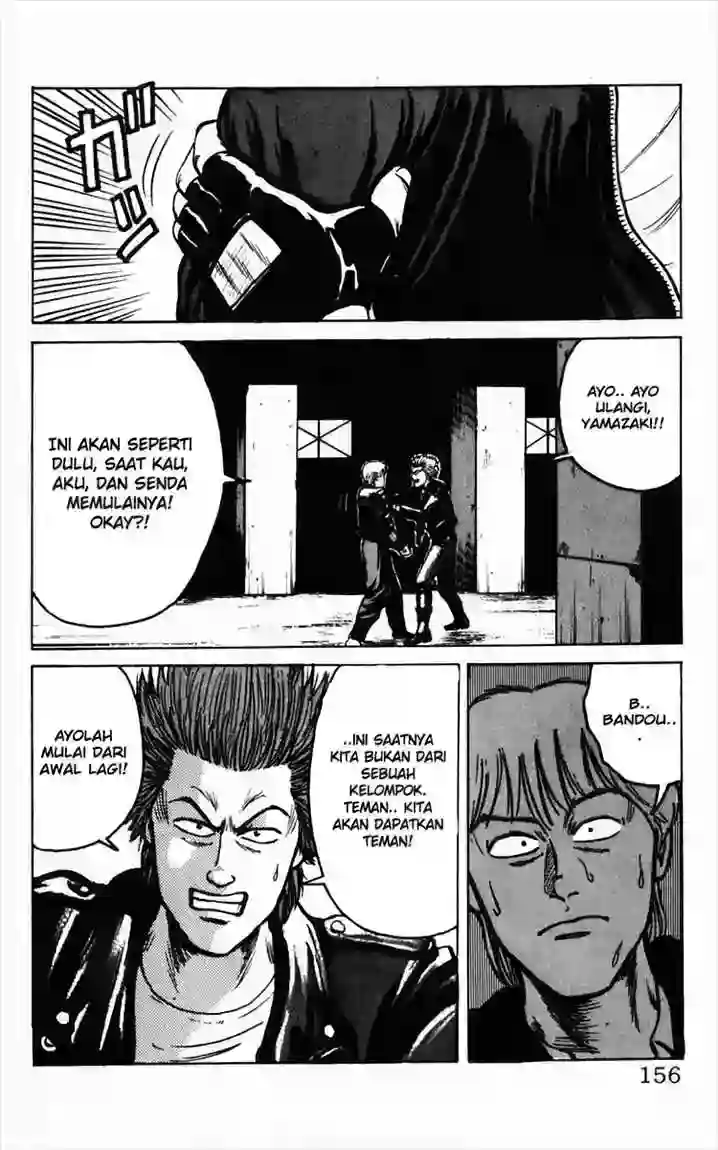 ガッ
AYO.. AYO
ULANGI,
YAMAZAKI!!
INI AKAN SEPERTI
DULU, SAAT KAU,
AKU, DAN SENDA
MEMULAINYA!
OKAY?!
B..
BANDOU..
.
..INI SAATNYA
KITA BUKAN DARI
SEBUAH
KELOMPOK.
TEMAN.. KITA
AKAN DAPATKAN
TEMAN!
AYOLAH
MULAI DARI
AWAL LAGI!
156